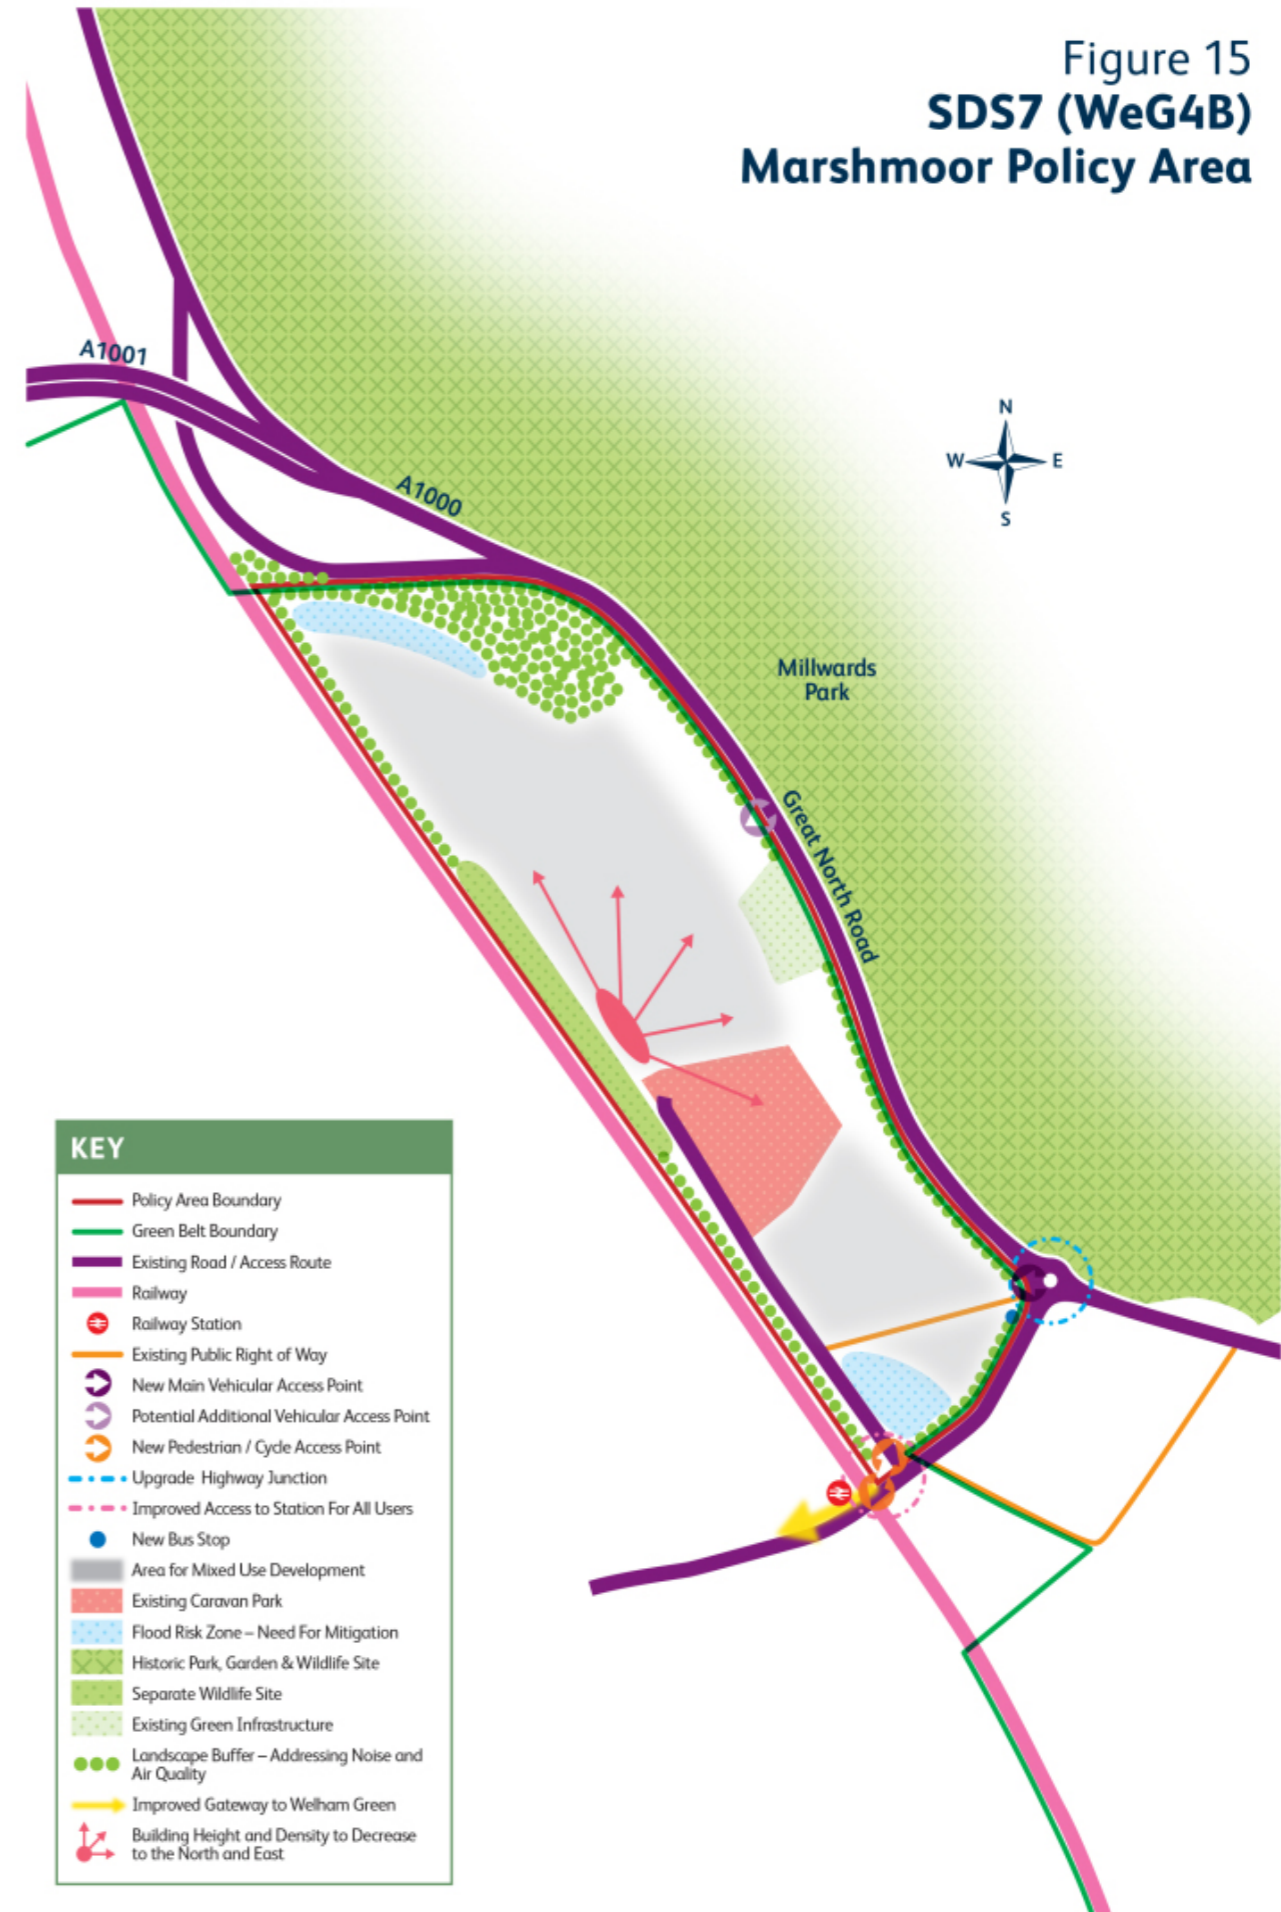 Figure 15
SDS7 (WeG4B)
Marshmoor Policy Area
A1001
A1000
N
W
E
S
Millwards
Park
Great North Road
KEY
Policy Area Boundary
Green Belt Boundary
Existing Road / Access Route
Railway
Railway Station
Existing Public Right of Way
New Main Vehicular Access Point
Potential Additional Vehicular Access Point
New Pedestrian / Cycle Access Point
Upgrade Highway Junction
Improved Access to Station For All Users
New Bus Stop
Area for Mixed Use Development
Existing Caravan Park
Flood Risk Zone – Need For Mitigation
Historic Park, Garden & Wildlife Site
Separate Wildlife Site
Existing Green Infrastructure
Landscape Buffer – Addressing Noise and
Air Quality
Improved Gateway to Welham Green
Building Height and Density to Decrease
to the North and East